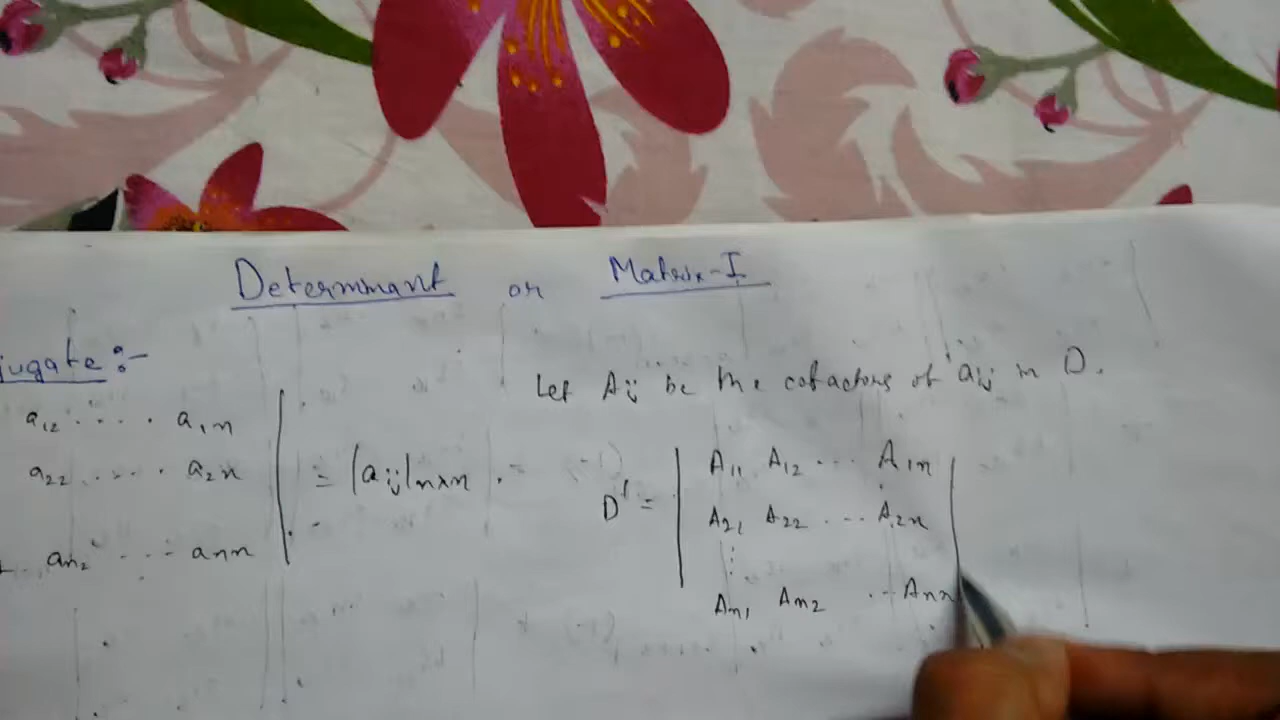 Determinant or Matrix-I
jugate :-
Let Aij be the cofactors of aij in D.
a12 .... a1n
a22 .... a2n
an2 ... ann
= |aij|nxn .
D' =
A11 A12 ... A1n
A21 A22 ... A2n
An1 An2 .. Ann